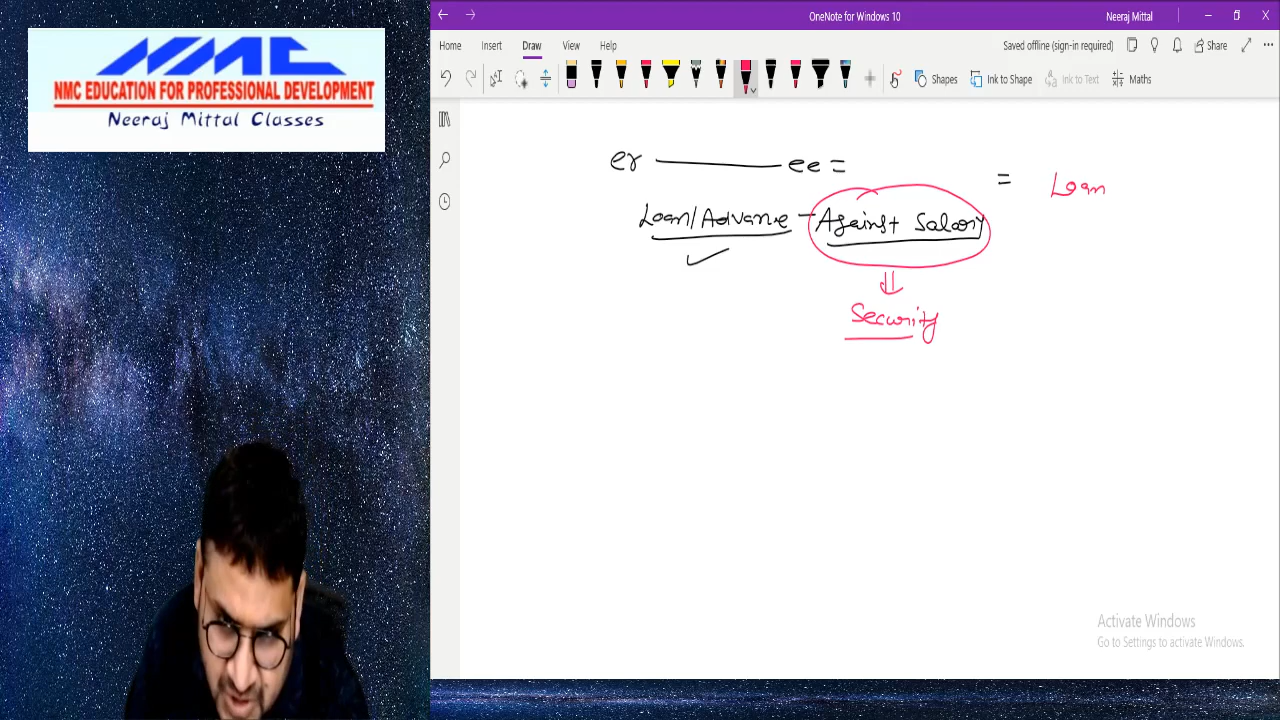 NMC
NMC EDUCATION FOR PROFESSIONAL DEVELOPMENT
Neeraj Mittal Classes
OneNote for Windows 10
Neeraj Mittal
Home Insert Draw View Help
Saved offline (sign-in required)
Share
Shapes
Ink to Shape
Ink to Text
Maths
er ——— ee =
= Loan
Loan/Advance - Against Salary
Security
Activate Windows
Go to Settings to activate Windows.